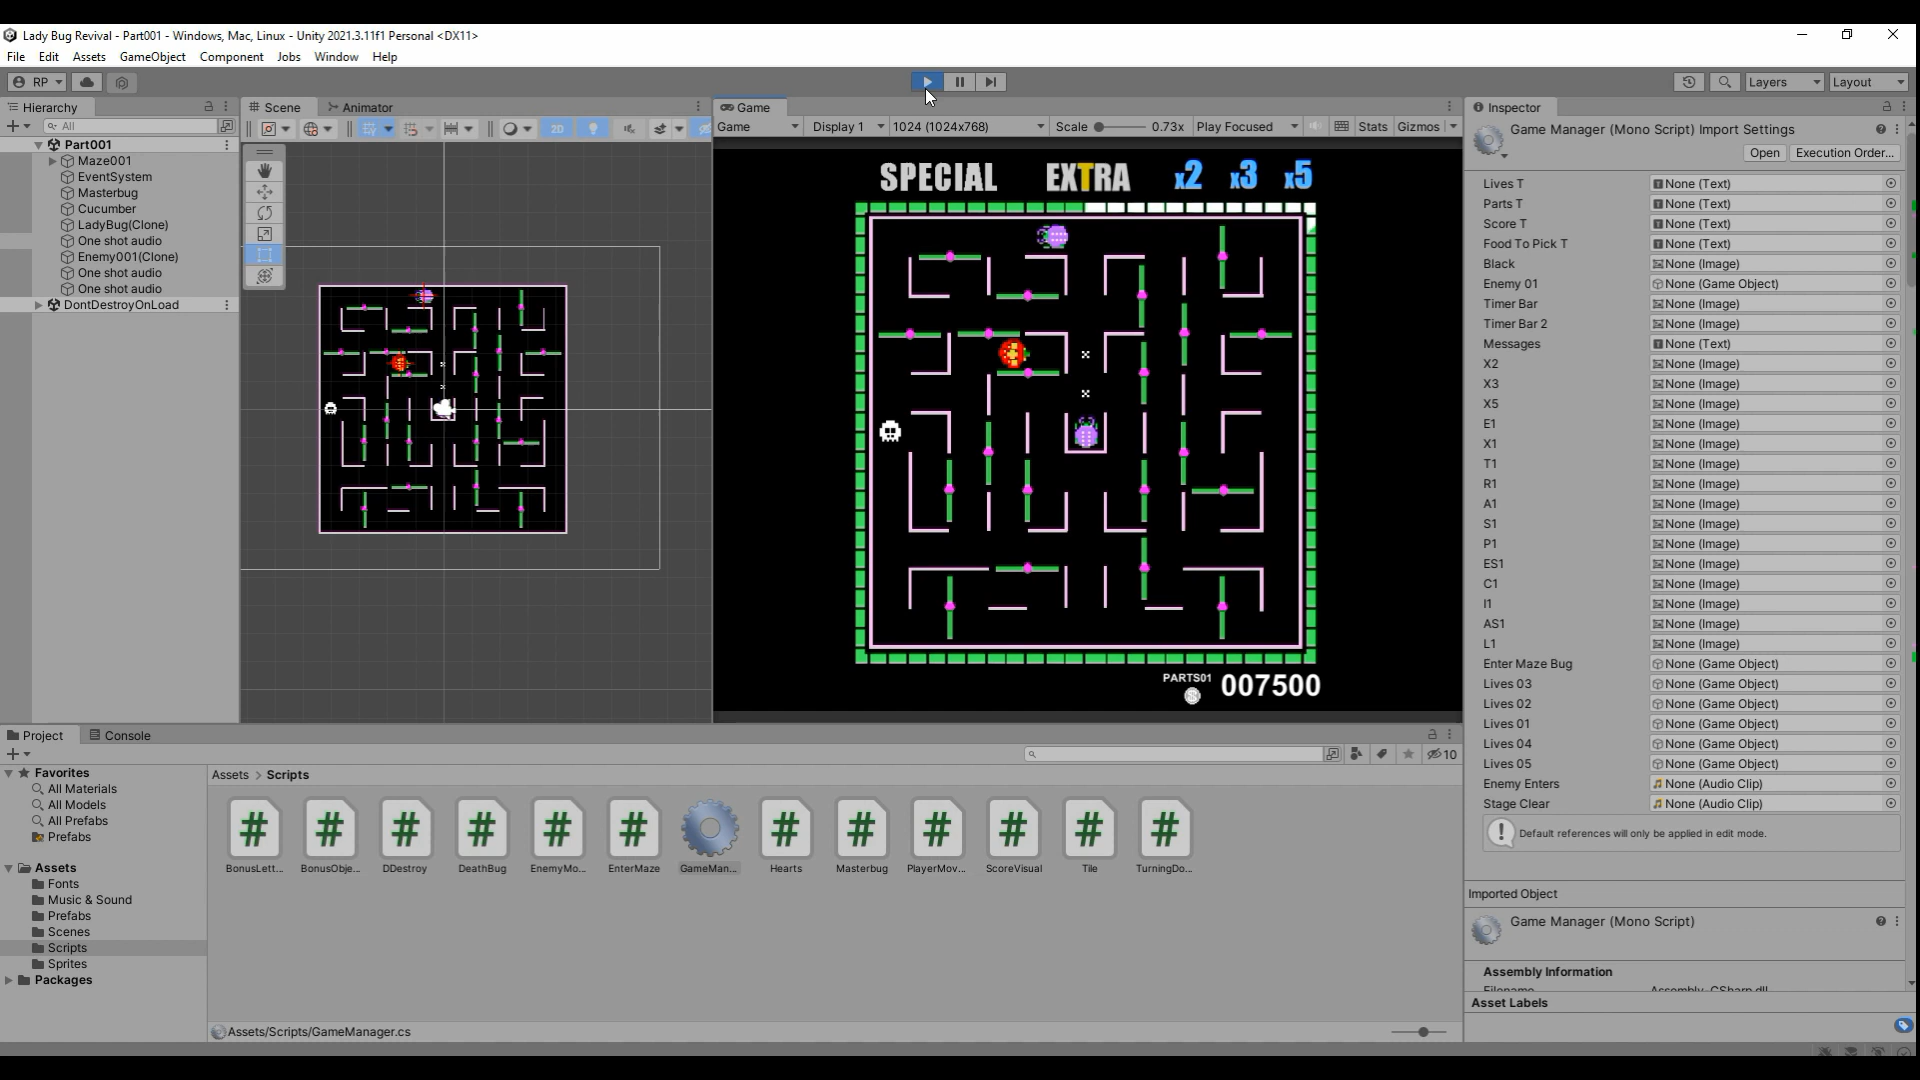 Lady Bug Revival - Part001 - Windows, Mac, Linux - Unity 2021.3.11f1 Personal <DX11>
File Edit Assets GameObject Component Jobs Window Help
RP Layers Layout
Hierarchy
All
Part001
Maze001
EventSystem
Masterbug
Cucumber
LadyBug(Clone)
One shot audio
Enemy001(Clone)
One shot audio
One shot audio
DontDestroyOnLoad
Scene Animator
2D
Game
Game Display 1 1024 (1024x768) Scale 0.73x Play Focused Stats Gizmos
SPECIAL EXTRA x2 x3 x5
PARTS01 007500
Inspector
Game Manager (Mono Script) Import Settings
Open Execution Order...
Lives T None (Text)
Parts T None (Text)
Score T None (Text)
Food To Pick T None (Text)
Black None (Image)
Enemy 01 None (Game Object)
Timer Bar None (Image)
Timer Bar 2 None (Image)
Messages None (Text)
X2 None (Image)
X3 None (Image)
X5 None (Image)
E1 None (Image)
X1 None (Image)
T1 None (Image)
R1 None (Image)
A1 None (Image)
S1 None (Image)
P1 None (Image)
ES1 None (Image)
C1 None (Image)
I1 None (Image)
AS1 None (Image)
L1 None (Image)
Enter Maze Bug None (Game Object)
Lives 03 None (Game Object)
Lives 02 None (Game Object)
Lives 01 None (Game Object)
Lives 04 None (Game Object)
Lives 05 None (Game Object)
Enemy Enters None (Audio Clip)
Stage Clear None (Audio Clip)
Default references will only be applied in edit mode.
Imported Object
Game Manager (Mono Script)
Assembly Information
Filename Assembly-CSharp.dll
Asset Labels
Project Console
10
Favorites
All Materials
All Models
All Prefabs
Prefabs
Assets
Fonts
Music & Sound
Prefabs
Scenes
Scripts
Sprites
Packages
Assets > Scripts
BonusLett... BonusObje... DDestroy DeathBug EnemyMo... EnterMaze GameMan... Hearts Masterbug PlayerMov... ScoreVisual Tile TurningDo...
Assets/Scripts/GameManager.cs